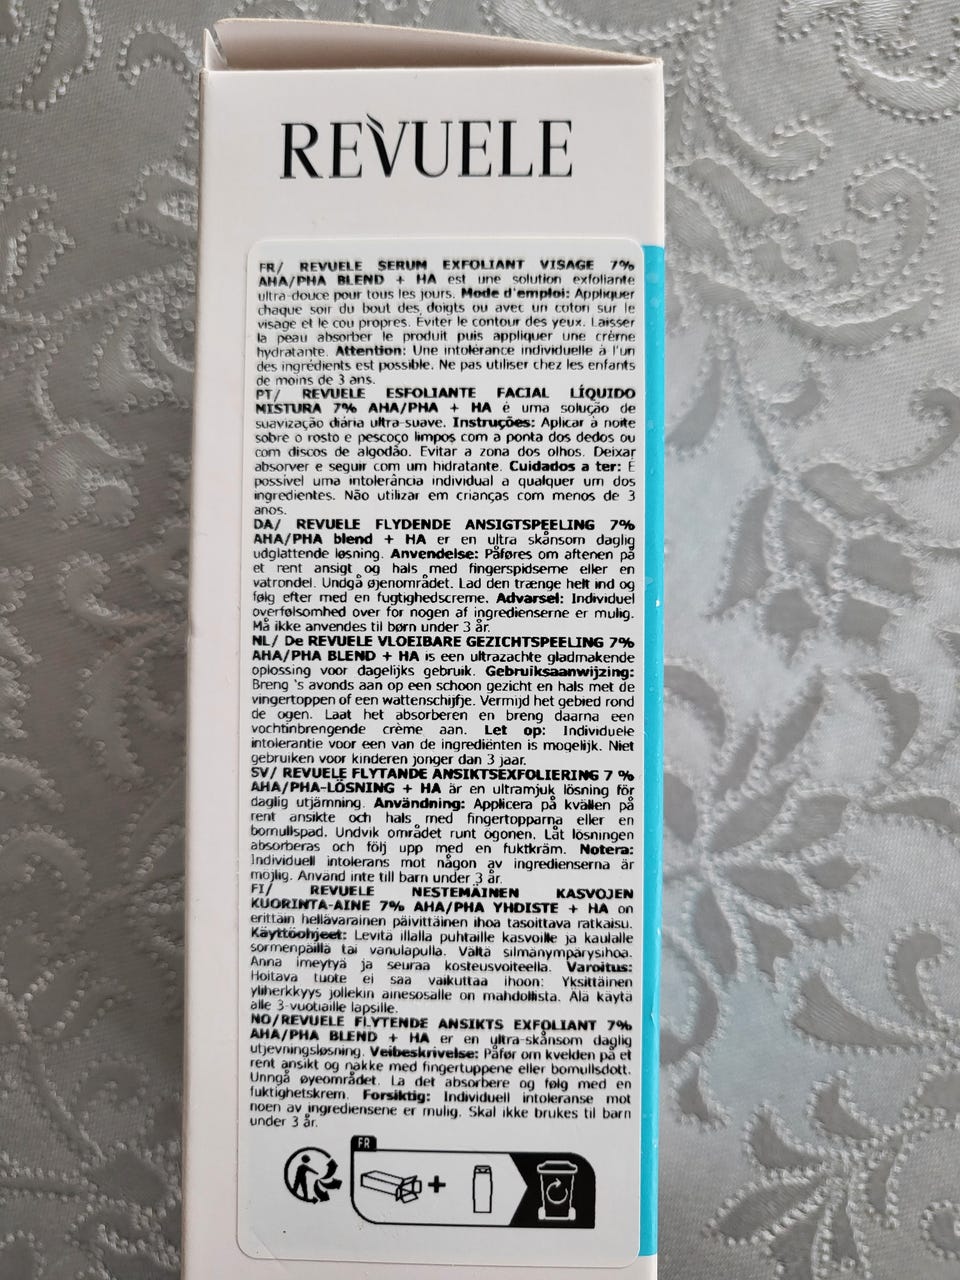 REVUELE
FR/ REVUELE SERUM EXFOLIANT VISAGE 7%
AHA/PHA BLEND + HA est une solution exfoliante
ultra-douce pour tous les jours. Mode d'emploi: Appliquer
chaque soir du bout des doigts ou avec un coton sur le
visage et le cou propres. Éviter le contour des yeux. Laisser
la peau absorber le produit puis appliquer une crème
hydratante. Attention: Une intolérance individuelle à l'un
des ingrédients est possible. Ne pas utiliser chez les enfants
de moins de 3 ans.
PT/ REVUELE ESFOLIANTE FACIAL LÍQUIDO
MISTURA 7% AHA/PHA + HA é uma solução de
suavização diária ultra-suave. Instruções: Aplicar à noite
sobre o rosto e pescoço limpos com a ponta dos dedos ou
com discos de algodão. Evitar a zona dos olhos. Deixar
absorver e seguir com um hidratante. Cuidados a ter: É
possível uma intolerância individual a qualquer um dos
ingredientes. Não utilizar em crianças com menos de 3
anos.
DA/ REVUELE FLYDENDE ANSIGTSPEELING 7%
AHA/PHA blend + HA er en ultra skånsom daglig
udglattende løsning. Anvendelse: Påføres om aftenen på
et rent ansigt og hals med fingerspidserne eller en
vatrondel. Undgå øjenområdet. Lad den trænge helt ind og
følg efter med en fugtighedscreme. Advarsel: Individuel
overfølsomhed over for nogen af ingredienserne er mulig.
Må ikke anvendes til børn under 3 år.
NL/ De REVUELE VLOEIBARE GEZICHTSPEELING 7%
AHA/PHA BLEND + HA is een ultrazachte gladmakende
oplossing voor dagelijks gebruik. Gebruiksaanwijzing:
Breng 's avonds aan op een schoon gezicht en hals met de
vingertoppen of een wattenschijfje. Vermijd het gebied rond
de ogen. Laat het absorberen en breng daarna een
vochtinbrengende crème aan. Let op: Individuele
intolerantie voor een van de ingrediënten is mogelijk. Niet
gebruiken voor kinderen jonger dan 3 jaar.
SV/ REVUELE FLYTANDE ANSIKTSEXFOLIERING 7 %
AHA/PHA-LÖSNING + HA är en ultramjuk lösning för
daglig utjämning. Användning: Applicera på kvällen på
rent ansikte och hals med fingertopparna eller en
bomullspad. Undvik området runt ögonen. Låt lösningen
absorberas och följ upp med en fuktkräm. Notera:
Individuell intolerans mot någon av ingredienserna är
möjlig. Använd inte till barn under 3 år.
FI/ REVUELE NESTEMÄINEN KASVOJEN
KUORINTA-AINE 7% AHA/PHA YHDISTE + HA on
erittäin hellävarainen päivittäinen ihoa tasoittava ratkaisu.
Käyttöohjeet: Levitä illalla puhtaille kasvoille ja kaulalle
sormenpäillä tai vanulapulla. Vältä silmänympärysihoa.
Anna imeytyä ja seuraa kosteusvoiteella. Varoitus:
Hoitava tuote ei saa vaikuttaa ihoon: Yksittäinen
yliherkkyys jollekin ainesosalle on mahdollista. Älä käytä
alle 3-vuotiaille lapsille.
NO/REVUELE FLYTENDE ANSIKTS EXFOLIANT 7%
AHA/PHA BLEND + HA er en ultra-skånsom daglig
utjevningsløsning. Veibeskrivelse: Påfør om kvelden på et
rent ansikt og nakke med fingertuppene eller bomullsdott.
Unngå øyeområdet. La det absorbere og følg med en
fuktighetskrem. Forsiktig: Individuell intoleranse mot
noen av ingrediensene er mulig. Skal ikke brukes til barn
under 3 år.
FR
+